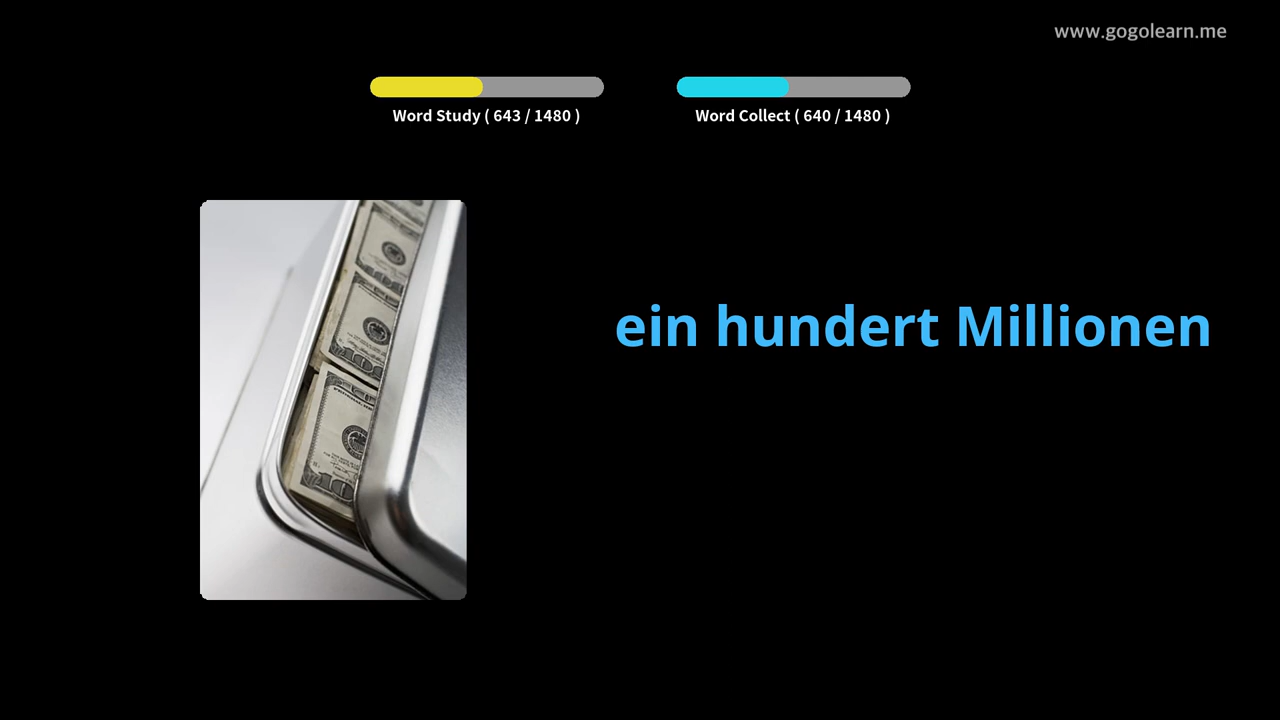 www.gogolearn.me
Word Study ( 643 / 1480 )
Word Collect ( 640 / 1480 )
ein hundert Millionen